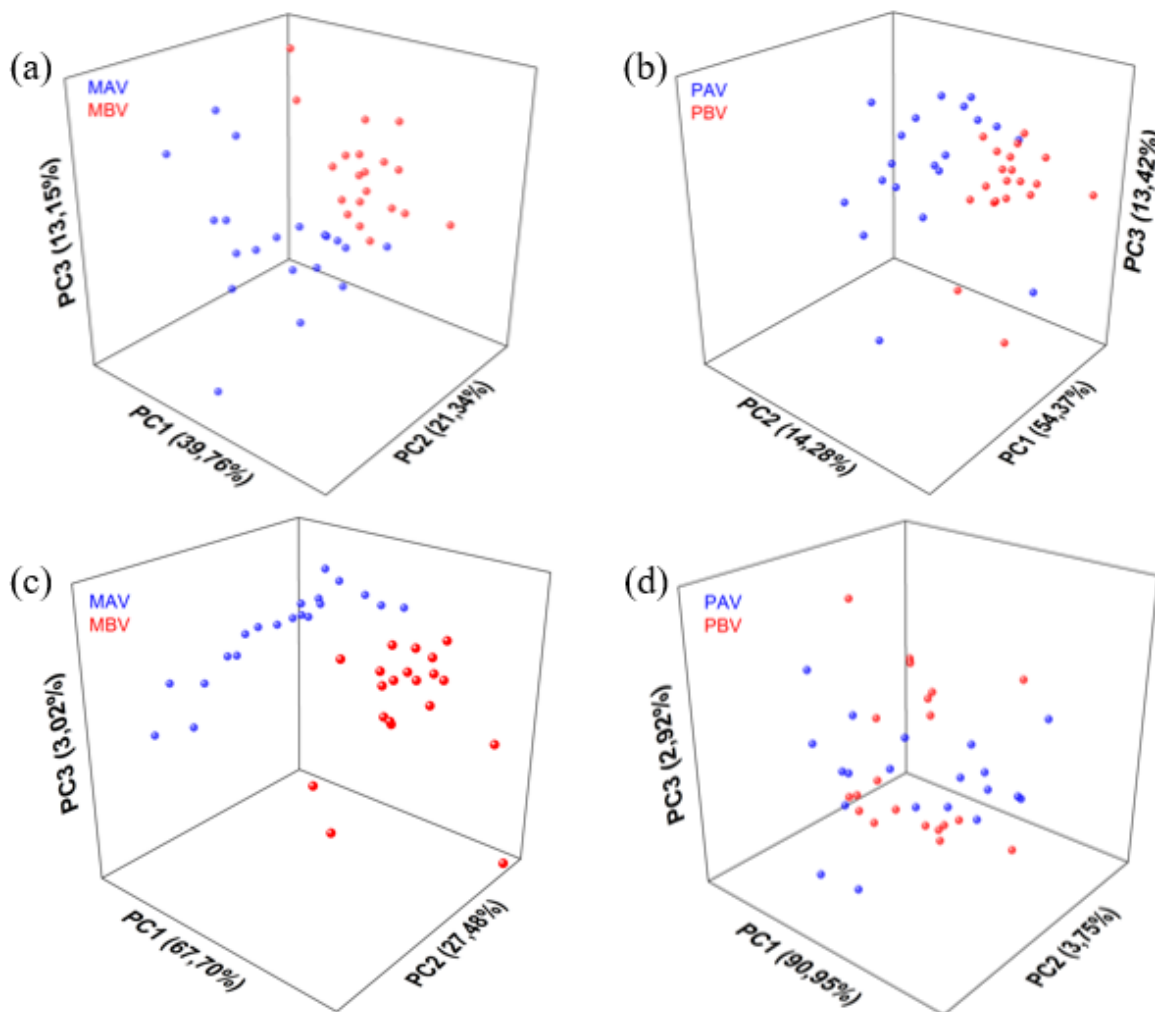 (a)
MAV
MBV
PC3 (13,15%)
PC1 (39,76%)
PC2 (21,34%)
(b)
PAV
PBV
PC3 (13,42%)
PC2 (14,28%)
PC1 (54,37%)
(c)
MAV
MBV
PC3 (3,02%)
PC1 (67,70%)
PC2 (27,48%)
(d)
PAV
PBV
PC3 (2,92%)
PC1 (90,95%)
PC2 (3,75%)